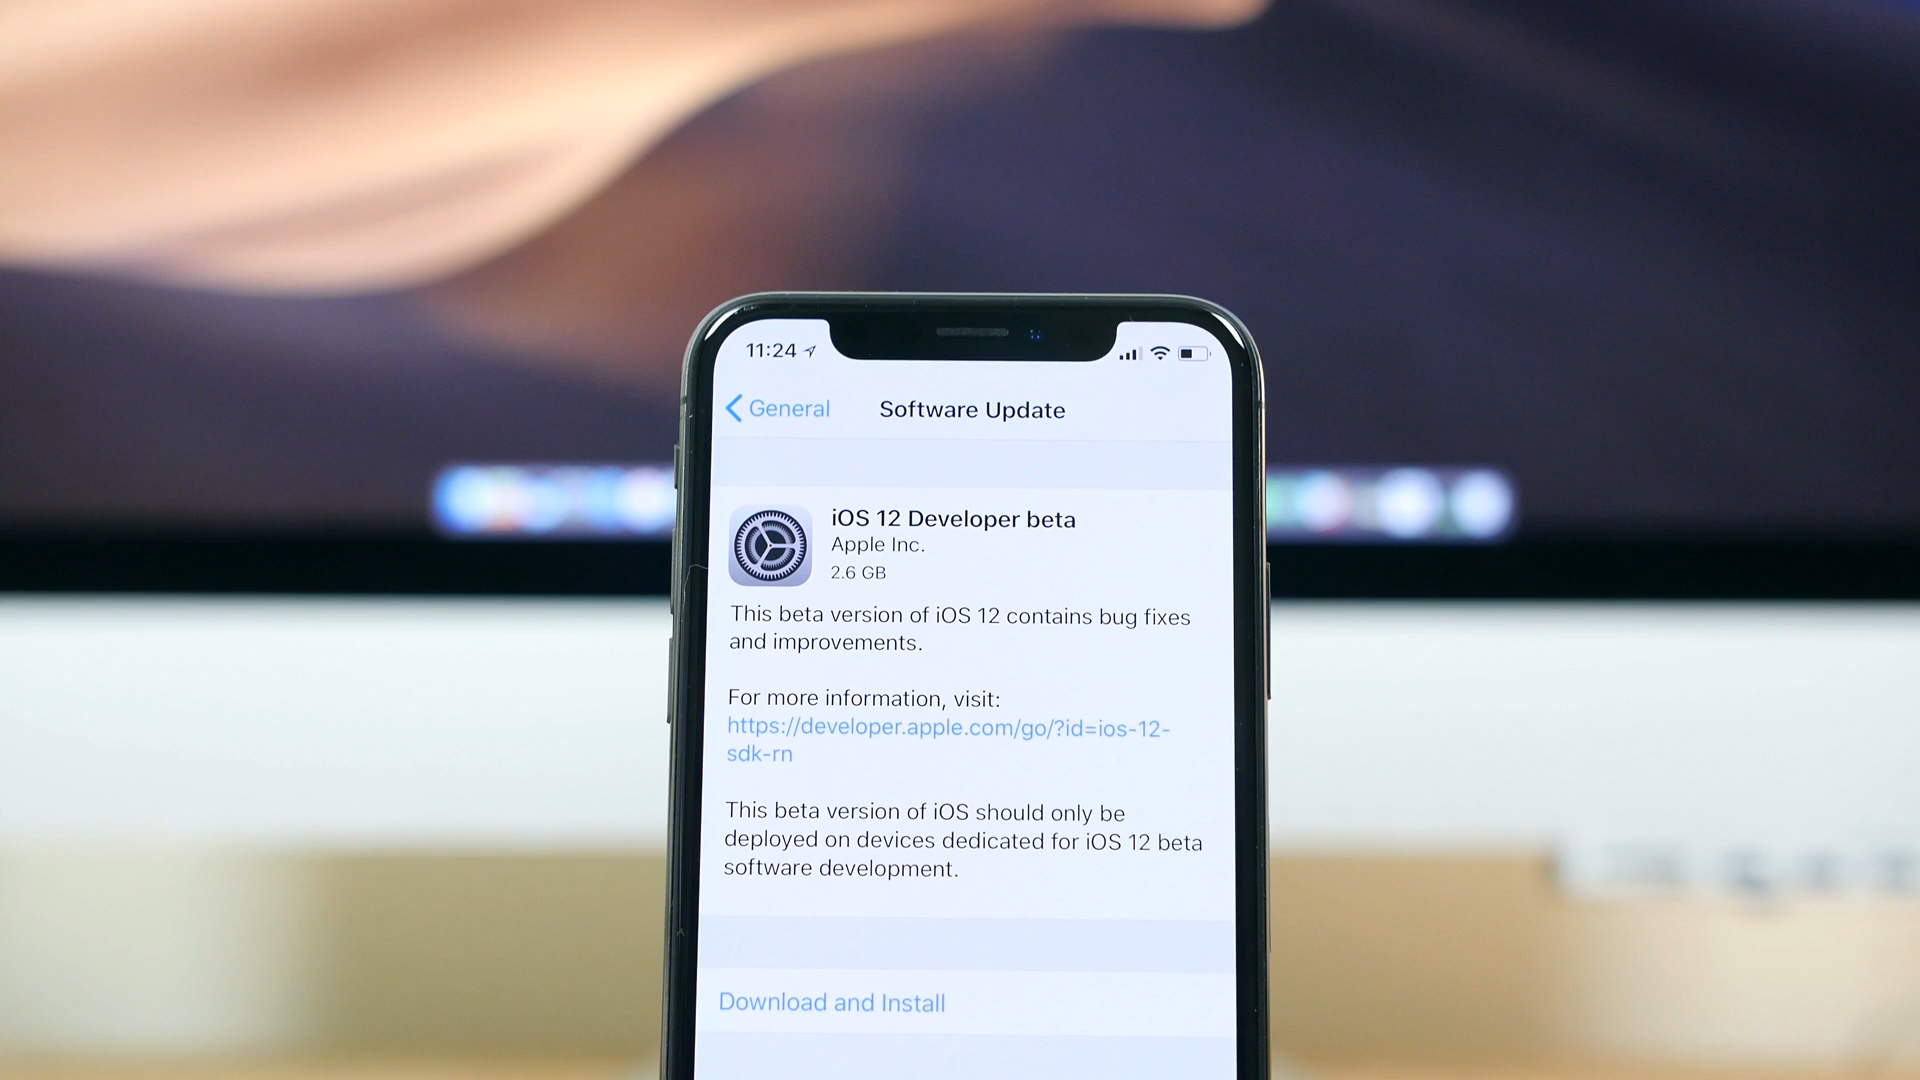 11:24
General
Software Update
iOS 12 Developer beta
Apple Inc.
2.6 GB
This beta version of iOS 12 contains bug fixes
and improvements.
For more information, visit:
https://developer.apple.com/go/?id=ios-12-
sdk-rn
This beta version of iOS should only be
deployed on devices dedicated for iOS 12 beta
software development.
Download and Install